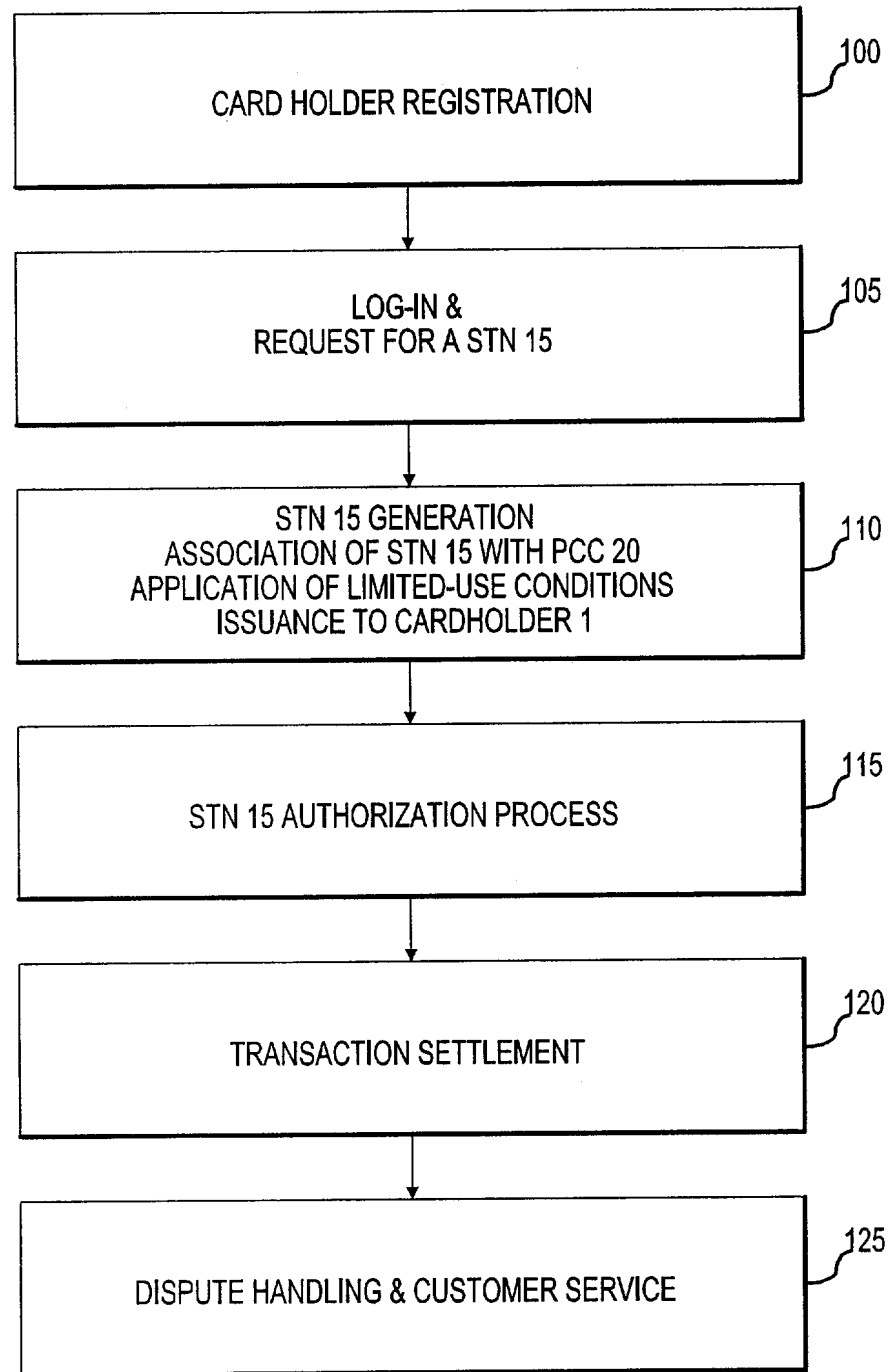 CARD HOLDER REGISTRATION
100
LOG-IN &
REQUEST FOR A STN 15
105
STN 15 GENERATION
ASSOCIATION OF STN 15 WITH PCC 20
APPLICATION OF LIMITED-USE CONDITIONS
ISSUANCE TO CARDHOLDER 1
110
STN 15 AUTHORIZATION PROCESS
115
TRANSACTION SETTLEMENT
120
DISPUTE HANDLING & CUSTOMER SERVICE
125